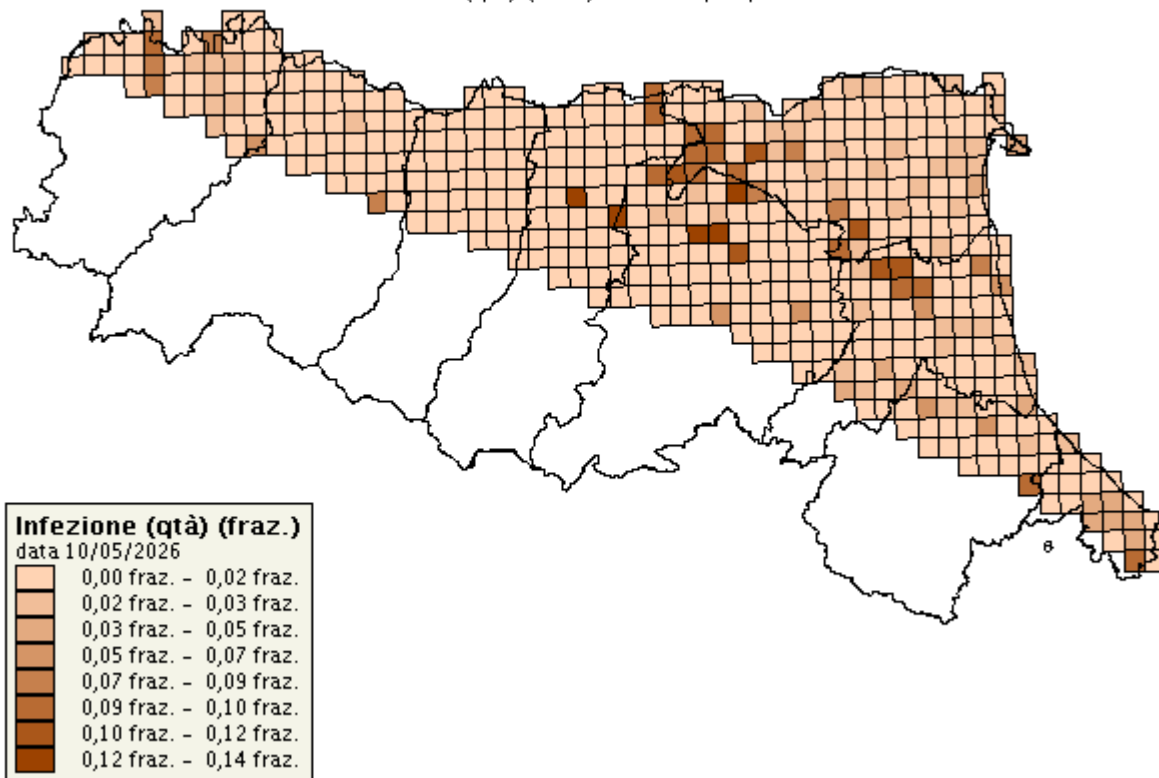 Infezione (qtà) (fraz.)
data 10/05/2026
0,00 fraz. - 0,02 fraz.
0,02 fraz. - 0,03 fraz.
0,03 fraz. - 0,05 fraz.
0,05 fraz. - 0,07 fraz.
0,07 fraz. - 0,09 fraz.
0,09 fraz. - 0,10 fraz.
0,10 fraz. - 0,12 fraz.
0,12 fraz. - 0,14 fraz.